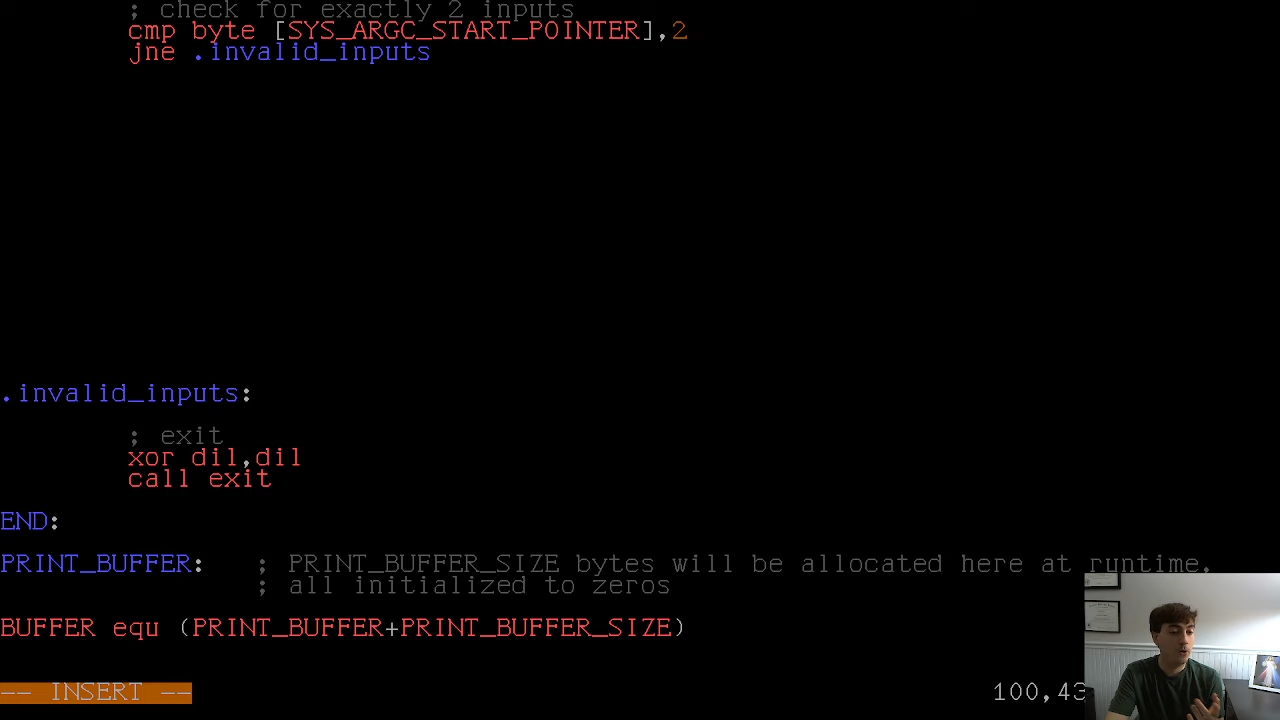 ; check for exactly 2 inputs
cmp byte [SYS_ARGC_START_POINTER],2
jne .invalid_inputs
.invalid_inputs:
; exit
xor dil,dil
call exit
END:
PRINT_BUFFER: ; PRINT_BUFFER_SIZE bytes will be allocated here at runtime,
; all initialized to zeros
BUFFER equ (PRINT_BUFFER+PRINT_BUFFER_SIZE)
-- INSERT -- 100,43